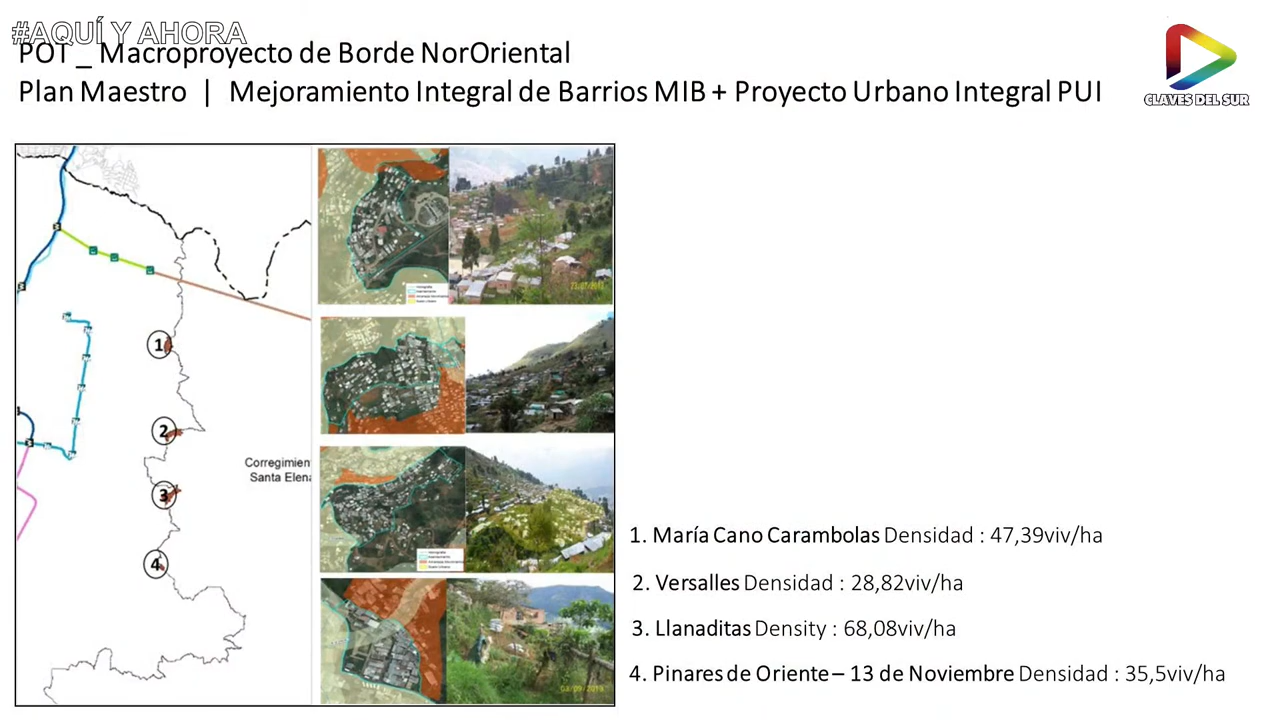 #AQUÍ Y AHORA
POT _ Macroproyecto de Borde NorOriental
Plan Maestro | Mejoramiento Integral de Barrios MIB + Proyecto Urbano Integral PUI
CLAVES DEL SUR
1
2
3
4
Corregimien
Santa Elena
1. María Cano Carambolas Densidad : 47,39viv/ha
2. Versalles Densidad : 28,82viv/ha
3. Llanaditas Density : 68,08viv/ha
4. Pinares de Oriente – 13 de Noviembre Densidad : 35,5viv/ha